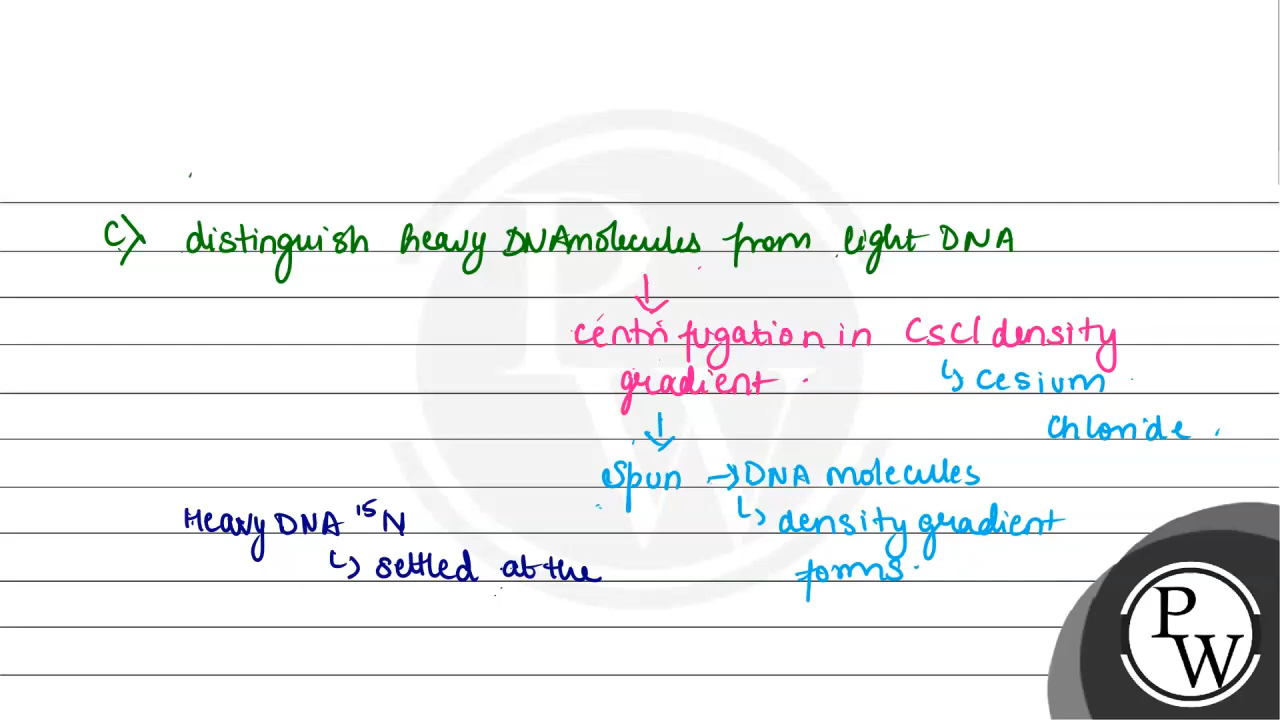 c) distinguish heavy DNA molecules from light DNA
↓
centrifugation in CsCl density
gradient.
↳ cesium
chloride.
↓
Spun → DNA molecules
↳ density gradient
forms.
Heavy DNA ¹⁵N
↳ settled at the
PW